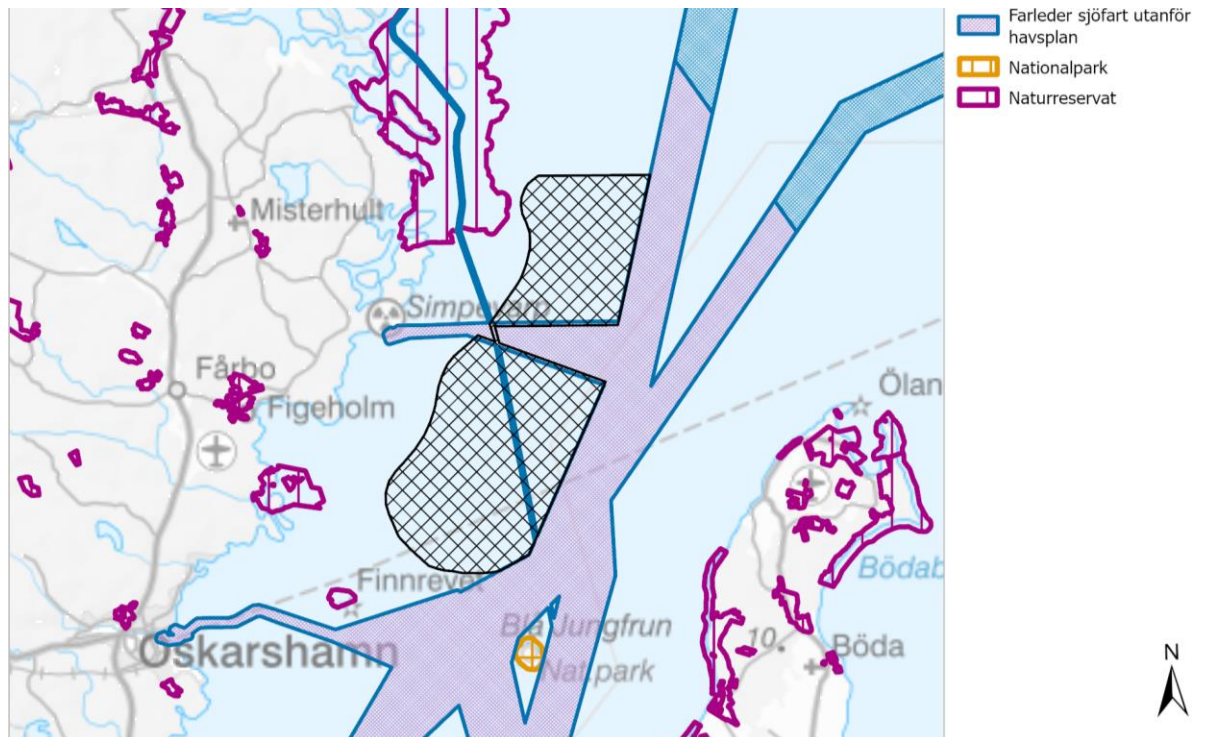 Farleder sjöfart utanför
havsplan
Nationalpark
Naturreservat
Misterhult
Simpevarp
Fårbo
Figeholm
Ölan
Bödab
Finnrevet
Blå Jungfrun
Nat.park
Oskarshamn
10.
Böda
N